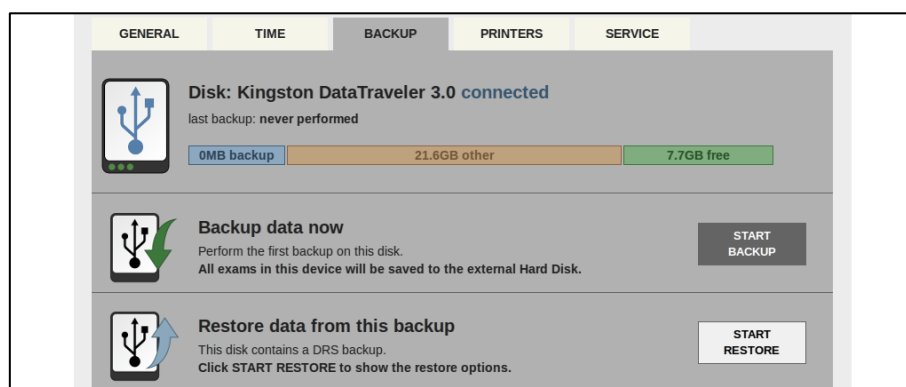 GENERAL TIME BACKUP PRINTERS SERVICE
Disk: Kingston DataTraveler 3.0 connected
last backup: never performed
0MB backup 21.6GB other 7.7GB free
Backup data now
Perform the first backup on this disk.
All exams in this device will be saved to the external Hard Disk.
START
BACKUP
Restore data from this backup
This disk contains a DRS backup.
Click START RESTORE to show the restore options.
START
RESTORE